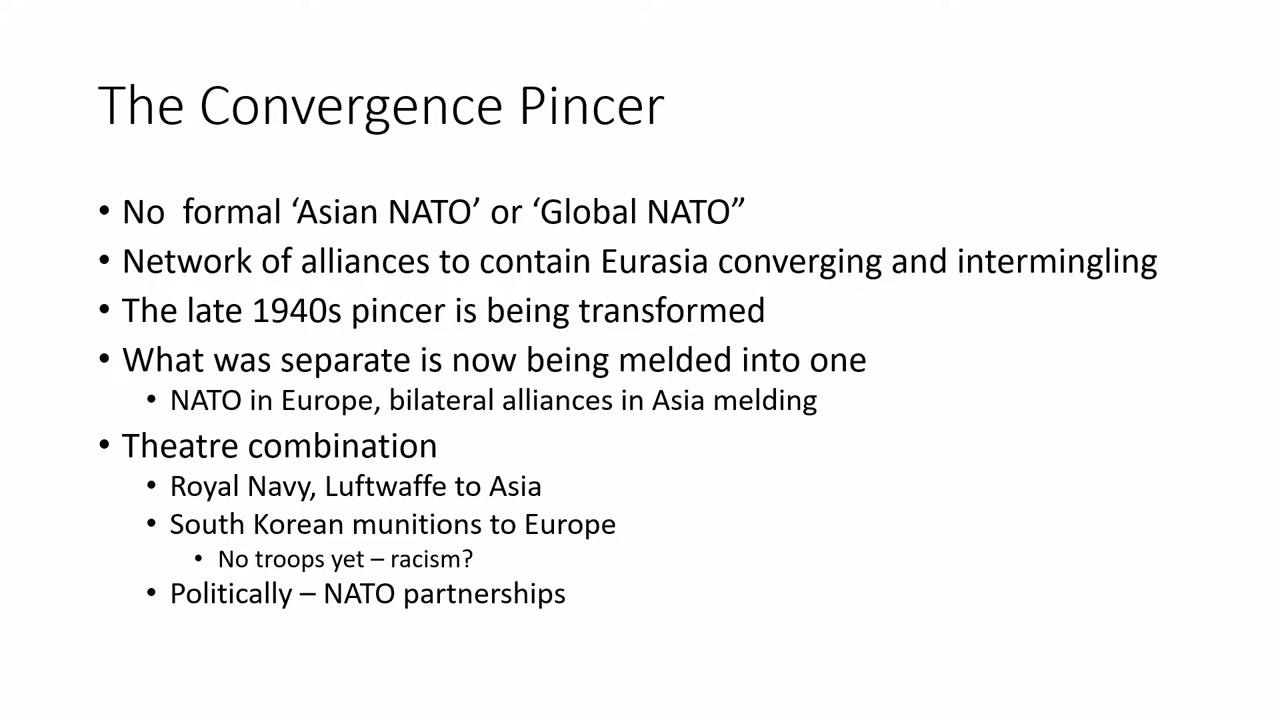 The Convergence Pincer
• No  formal ‘Asian NATO’ or ‘Global NATO”
• Network of alliances to contain Eurasia converging and intermingling
• The late 1940s pincer is being transformed
• What was separate is now being melded into one
• NATO in Europe, bilateral alliances in Asia melding
• Theatre combination
• Royal Navy, Luftwaffe to Asia
• South Korean munitions to Europe
• No troops yet – racism?
• Politically – NATO partnerships